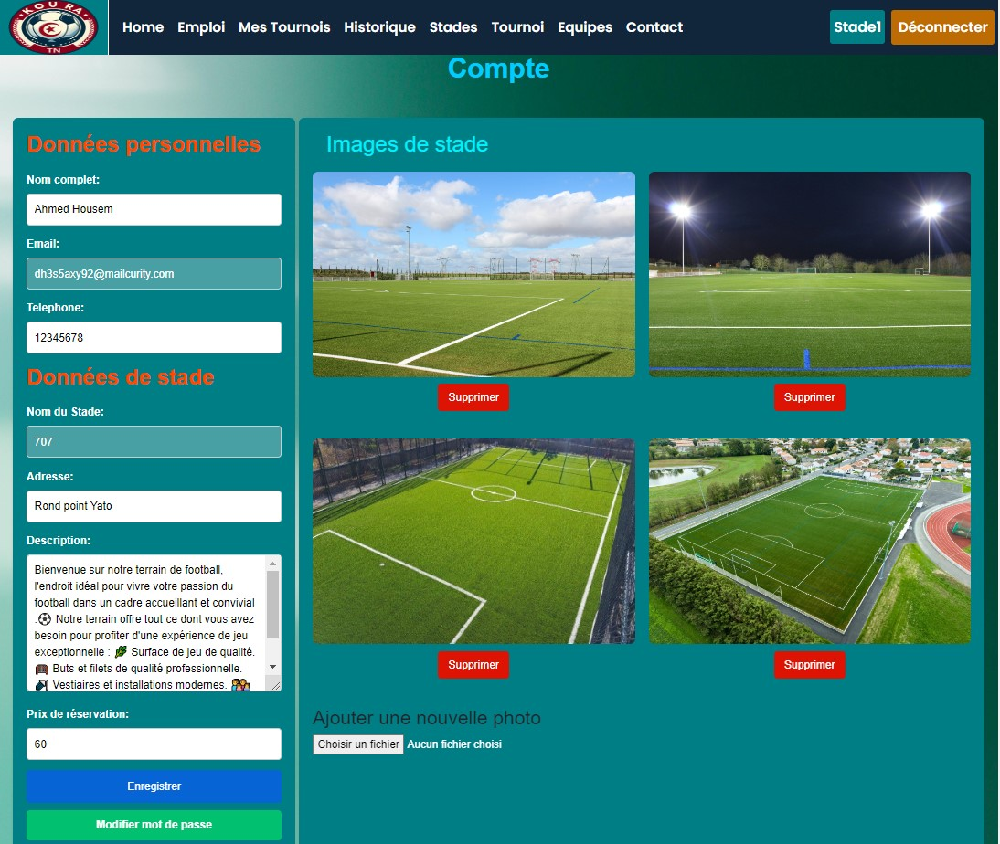 KOURA
TN
Home Emploi Mes Tournois Historique Stades Tournoi Equipes Contact Stade1 Déconnecter
Compte
Données personnelles
Nom complet:
Ahmed Housem
Email:
dh3s5axy92@mailcurity.com
Telephone:
12345678
Données de stade
Nom du Stade:
707
Adresse:
Rond point Yato
Description:
Bienvenue sur notre terrain de football,
l'endroit idéal pour vivre votre passion du
football dans un cadre accueillant et convivial
.⚽ Notre terrain offre tout ce dont vous avez
besoin pour profiter d'une expérience de jeu
exceptionnelle : 🌿 Surface de jeu de qualité.
🥅 Buts et filets de qualité professionnelle.
🚿 Vestiaires et installations modernes. 👫
Prix de réservation:
60
Enregistrer
Modifier mot de passe
Images de stade
Supprimer
Supprimer
Supprimer
Supprimer
Ajouter une nouvelle photo
Choisir un fichier Aucun fichier choisi